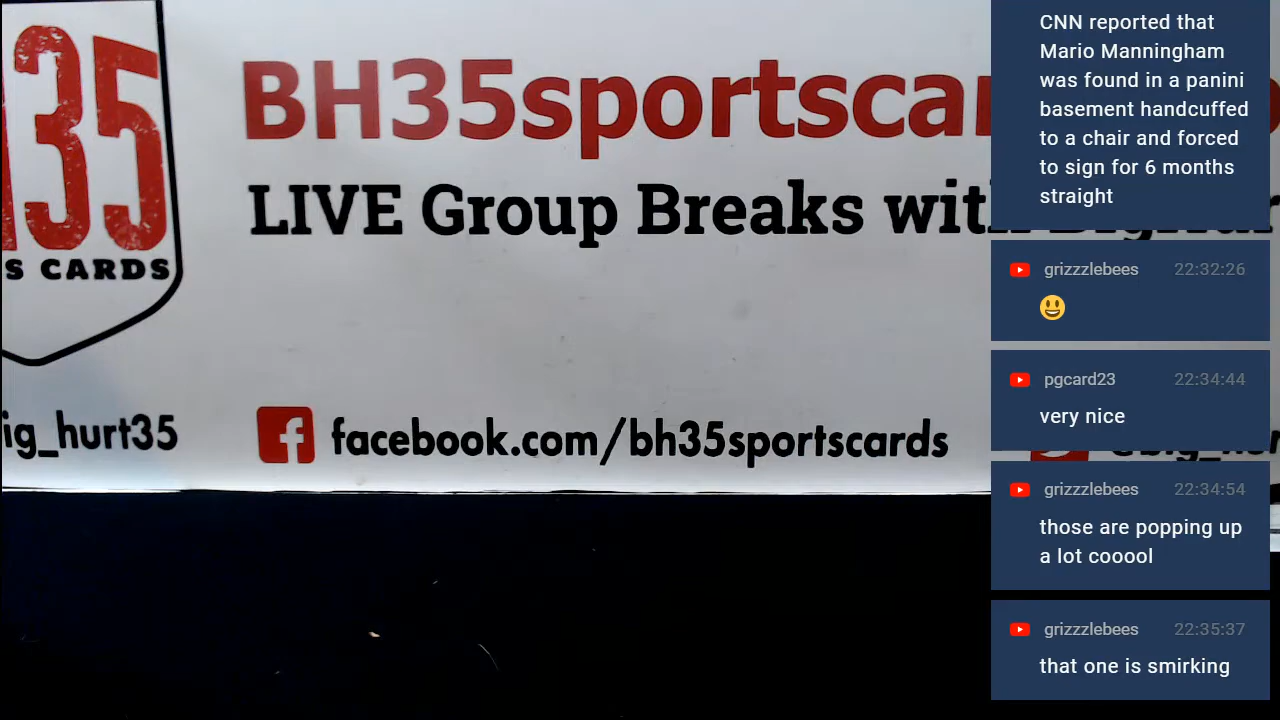 35
S CARDS
BH35sportscar
LIVE Group Breaks with
ig_hurt35
facebook.com/bh35sportscards
CNN reported that
Mario Manningham
was found in a panini
basement handcuffed
to a chair and forced
to sign for 6 months
straight
grizzzlebees 22:32:26
😃
pgcard23 22:34:44
very nice
grizzzlebees 22:34:54
those are popping up
a lot cooool
grizzzlebees 22:35:37
that one is smirking